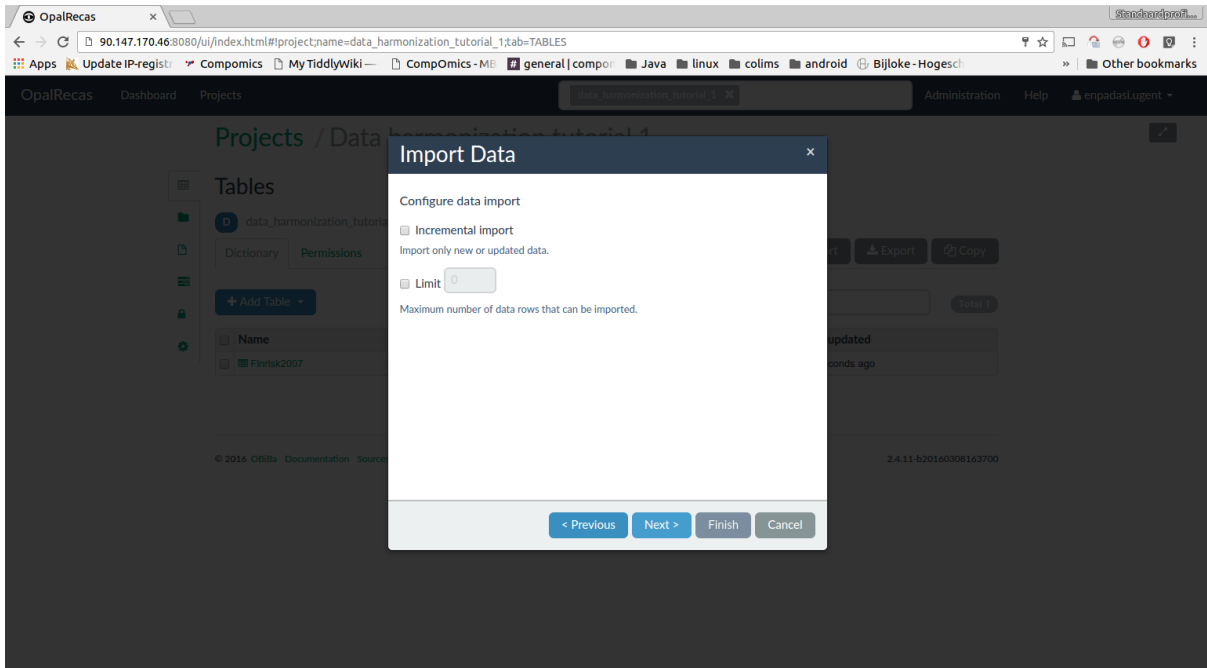 OpalRecas ×
Standaardprofi...
90.147.170.46:8080/ui/index.html#!project;name=data_harmonization_tutorial_1;tab=TABLES
Apps Update IP-registr Compomics My TiddlyWiki — CompOmics - MB general | compon Java linux colims android Bijloke - Hogesch » Other bookmarks
OpalRecas Dashboard Projects data_harmonization_tutorial_1 × Administration Help enpadasi.ugent
Projects / Data harmonization tutorial 1
Import Data ×
Tables
Configure data import
D data_harmonization_tutoria
Incremental import
Import only new or updated data.
Dictionary Permissions rt Export Copy
Limit 0
+ Add Table Total 1
Maximum number of data rows that can be imported.
Name updated
Finrisk2007 conds ago
© 2016 OBiBa Documentation Source 2.4.11-b20160308163700
< Previous Next > Finish Cancel